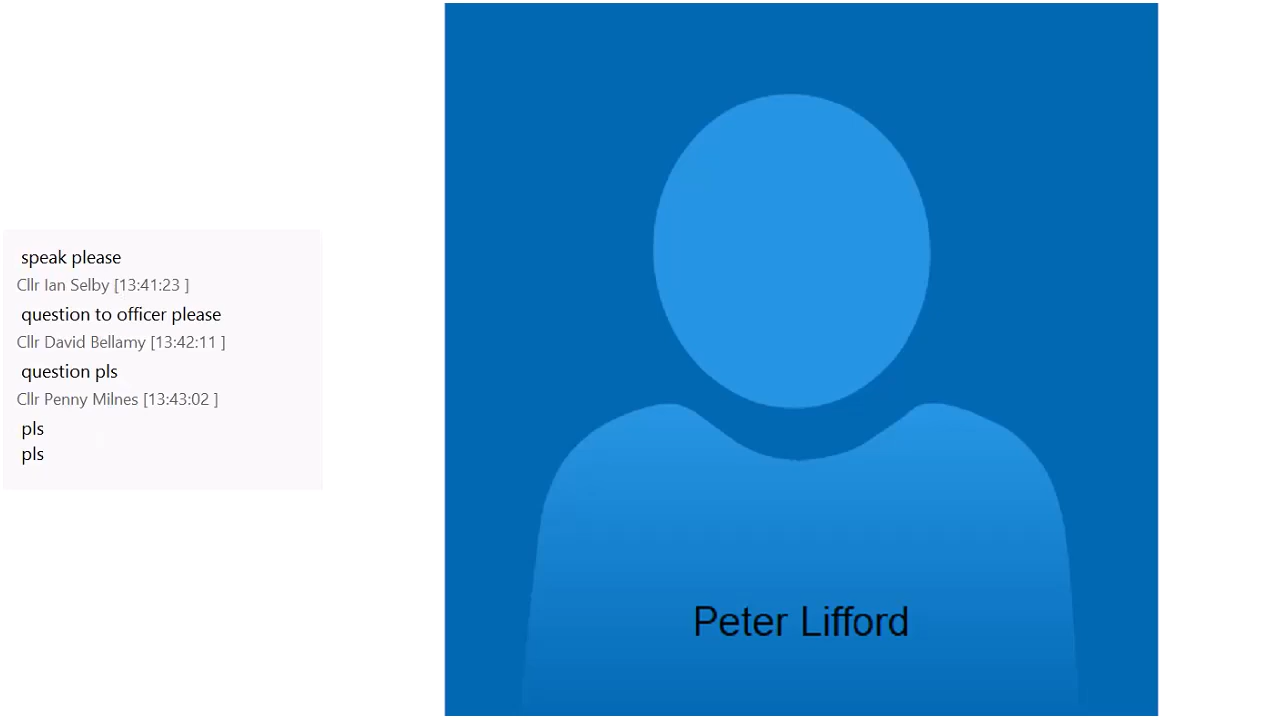 speak please
Cllr Ian Selby [13:41:23 ]
question to officer please
Cllr David Bellamy [13:42:11 ]
question pls
Cllr Penny Milnes [13:43:02 ]
pls
pls
Peter Lifford